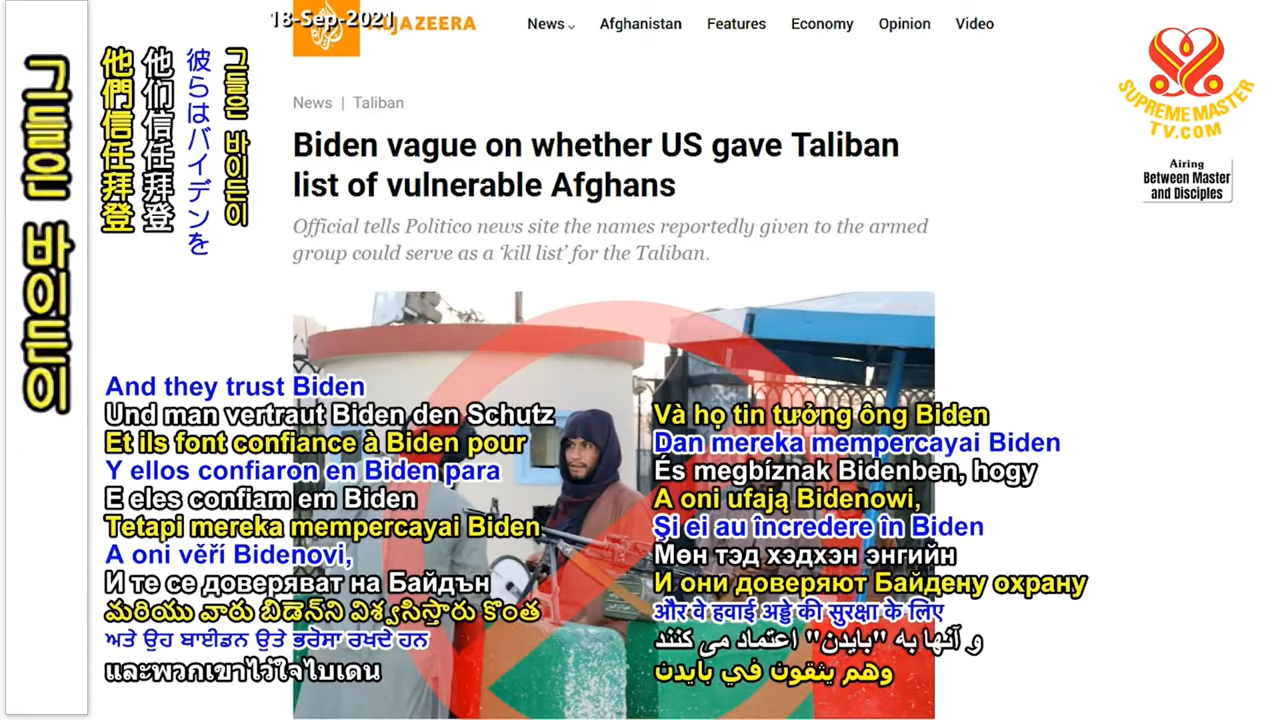 18-Sep-2021
ALJAZEERA
News
Afghanistan
Features
Economy
Opinion
Video
SUPREME MASTER
TV.COM
Airing
Between Master
and Disciples
그들은 바이든이
他們信任拜登
他们信任拜登
彼らはバイデンを
그들은 바이든이
News | Taliban
Biden vague on whether US gave Taliban
list of vulnerable Afghans
Official tells Politico news site the names reportedly given to the armed
group could serve as a ‘kill list’ for the Taliban.
And they trust Biden
Und man vertraut Biden den Schutz
Et ils font confiance à Biden pour
Y ellos confiaron en Biden para
E eles confiam em Biden
Tetapi mereka mempercayai Biden
A oni věří Bidenovi,
И те се доверяват на Байдън
మరియు వారు బిడెన్‌ని విశ్వసిస్తారు కొంత
ਅਤੇ ਉਹ ਬਾਈਡਨ ਉਤੇ ਭਰੋਸਾ ਰਖਦੇ ਹਨ
และพวกเขาไว้ใจไบเดน
Và họ tin tưởng ông Biden
Dan mereka mempercayai Biden
És megbíznak Bidenben, hogy
A oni ufają Bidenowi,
Şi ei au încredere în Biden
Мөн тэд хэдхэн энгийн
И они доверяют Байдену охрану
और वे हवाई अड्डे की सुरक्षा के लिए
و آنها به "بایدن" اعتماد می کنند
وهم يثقون في بايدن